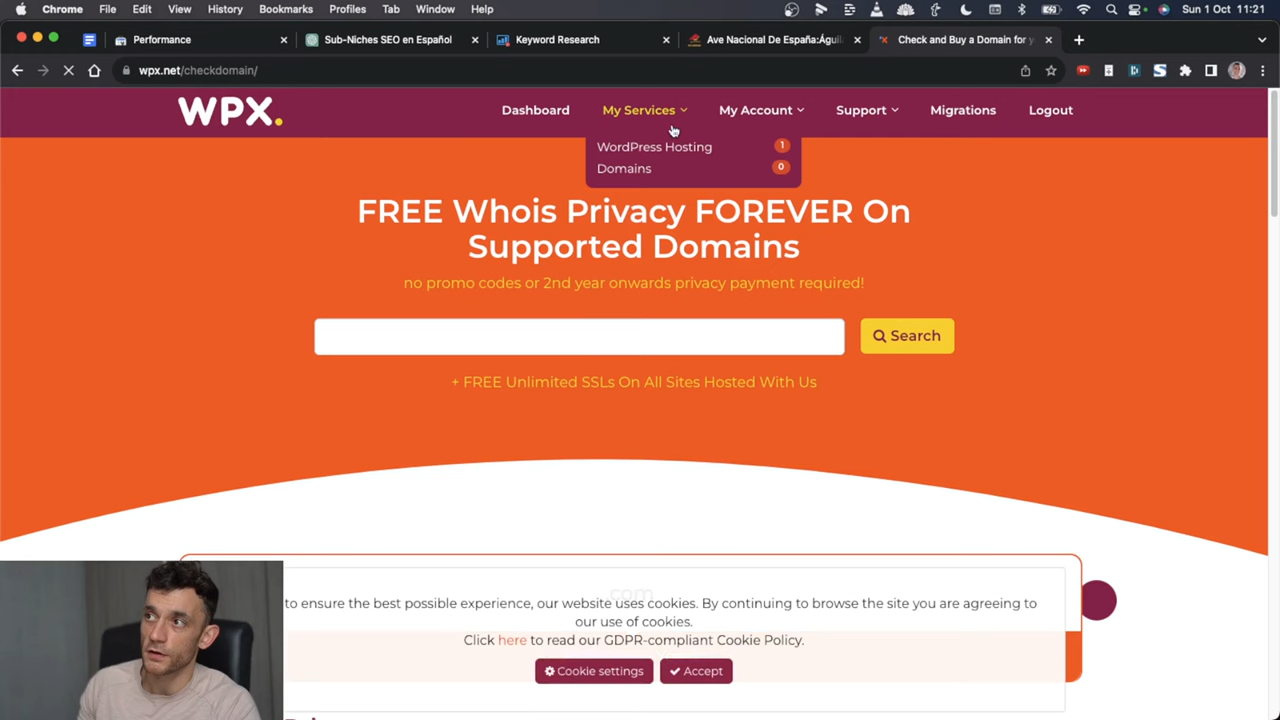 Chrome File Edit View History Bookmarks Profiles Tab Window Help Sun 1 Oct 11:21
Performance Sub-Niches SEO en Español Keyword Research Ave Nacional De España:Águil Check and Buy a Domain for y
wpx.net/checkdomain/
WPX. Dashboard My Services My Account Support Migrations Logout
WordPress Hosting 1
Domains 0
FREE Whois Privacy FOREVER On
Supported Domains
no promo codes or 2nd year onwards privacy payment required!
Search
+ FREE Unlimited SSLs On All Sites Hosted With Us
.com
to ensure the best possible experience, our website uses cookies. By continuing to browse the site you are agreeing to
our use of cookies.
Click here to read our GDPR-compliant Cookie Policy.
Cookie settings Accept